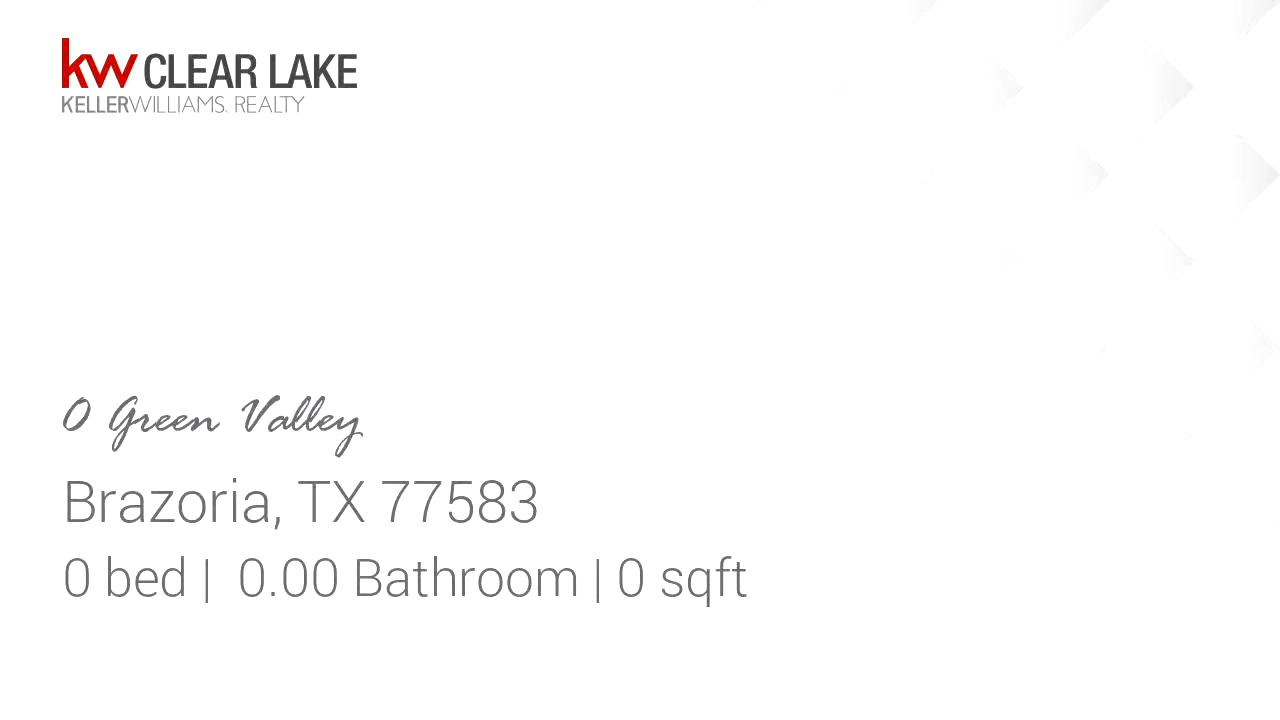 kw CLEAR LAKE
KELLERWILLIAMS. REALTY
0 Green Valley
Brazoria, TX 77583
0 bed | 0.00 Bathroom | 0 sqft